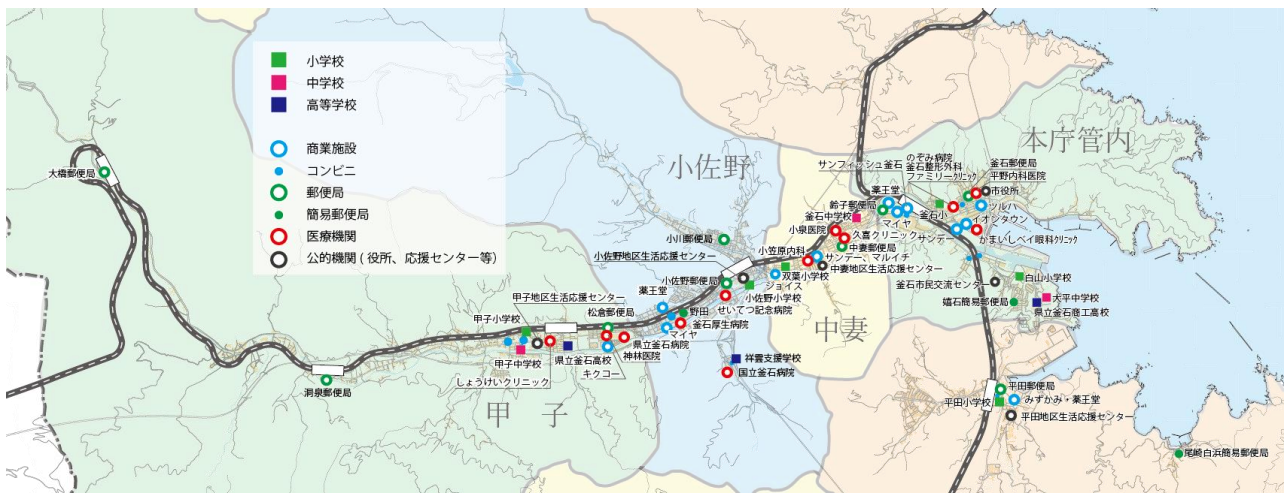 小学校
中学校
高等学校
商業施設
コンビニ
郵便局
簡易郵便局
医療機関
公的機関 ( 役所、応援センター等)
大橋郵便局
洞泉郵便局
甲 子
甲子地区生活応援センター
甲子小学校
甲子中学校
しょうけいクリニック
松倉郵便局
県立釜石高校
キクコー
神林医院
県立釜石病院
小佐野
小川郵便局
小佐野地区生活応援センター
小佐野郵便局
薬王堂
野田
マイヤ
釜石厚生病院
せいてつ記念病院
小佐野小学校
ジョイス
双葉小学校
祥雲支援学校
国立釜石病院
中妻
小笠原内科
サンデー、マルイチ
中妻地区生活応援センター
中妻郵便局
久喜クリニック
小泉医院
釜石中学校
鈴子郵便局
薬王堂
マイヤ
サンフィッシュ釜石
のぞみ病院
釜石整形外科
ファミリークリニック
釜石小
本庁管内
釜石郵便局
平野内科医院
市役所
ツルハ
イオンタウン
サンデー
かまいしベイ眼科クリニック
釜石市民交流センター
白山小学校
嬉石簡易郵便局
大平中学校
県立釜石商工高校
平田郵便局
平田小学校
みずかみ・薬王堂
平田地区生活応援センター
尾崎白浜簡易郵便局